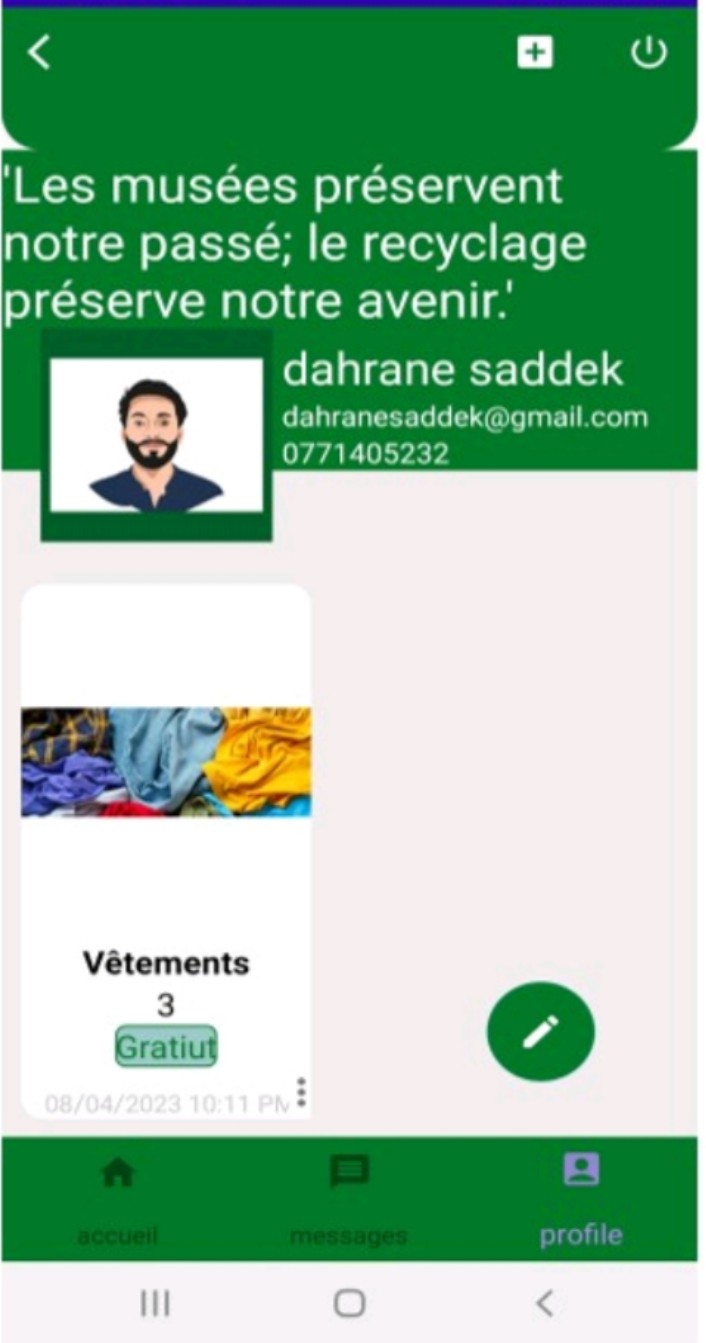 'Les musées préservent
notre passé; le recyclage
préserve notre avenir.'
dahrane saddek
dahranesaddek@gmail.com
0771405232
Vêtements
3
Gratiut
08/04/2023 10:11 PM
accueil
messages
profile